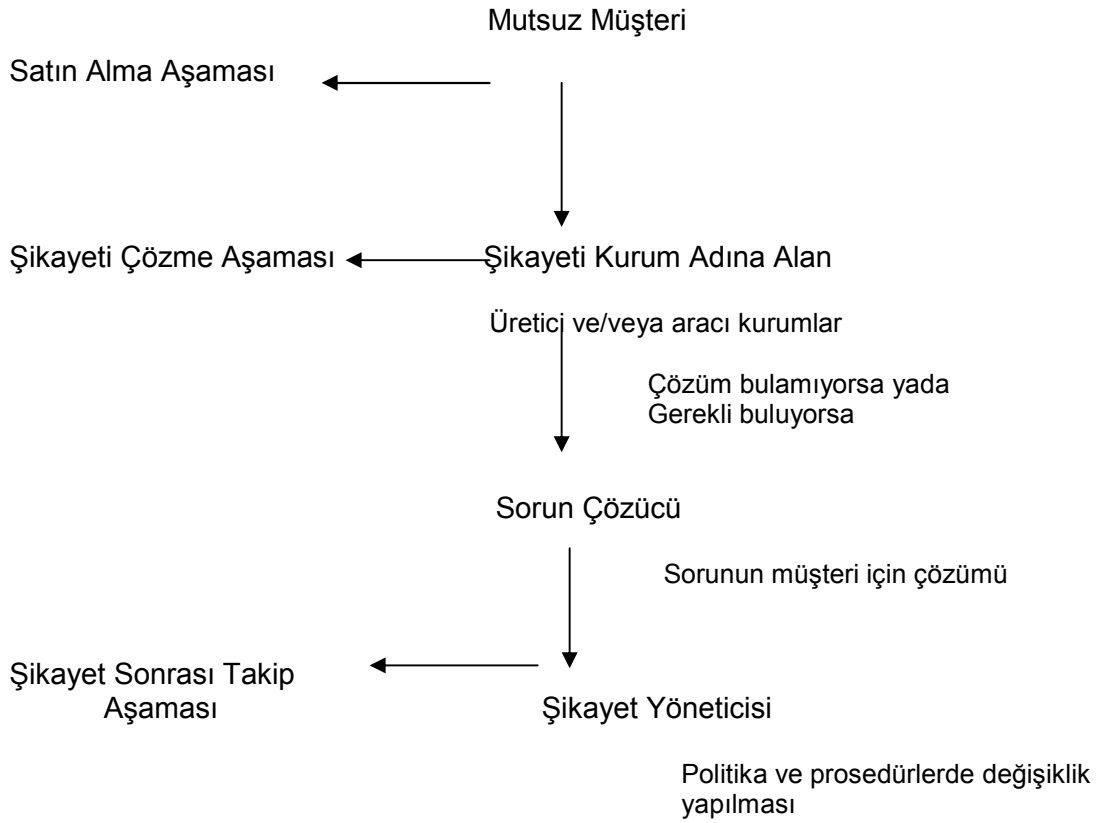 Mutsuz Müşteri
Satın Alma Aşaması
Şikayeti Çözme Aşaması
Şikayeti Kurum Adına Alan
Üretici ve/veya aracı kurumlar
Çözüm bulamıyorsa yada
Gerekli buluyorsa
Sorun Çözücü
Sorunun müşteri için çözümü
Şikayet Sonrası Takip
Aşaması
Şikayet Yöneticisi
Politika ve prosedürlerde değişiklik
yapılması